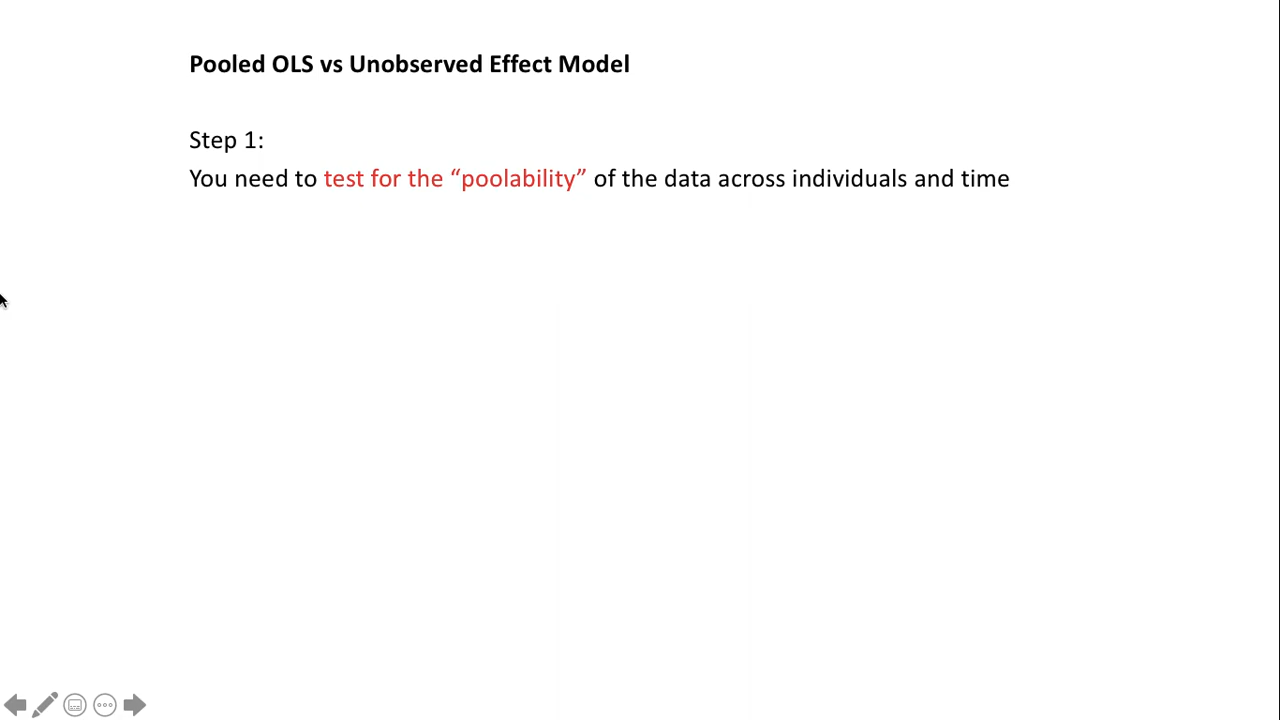 Pooled OLS vs Unobserved Effect Model
Step 1:
You need to test for the “poolability” of the data across individuals and time